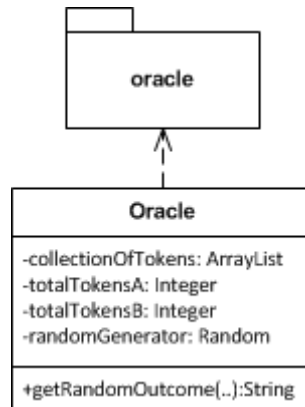 oracle
Oracle
-collectionOfTokens: ArrayList
-totalTokensA: Integer
-totalTokensB: Integer
-randomGenerator: Random
+getRandomOutcome(..):String